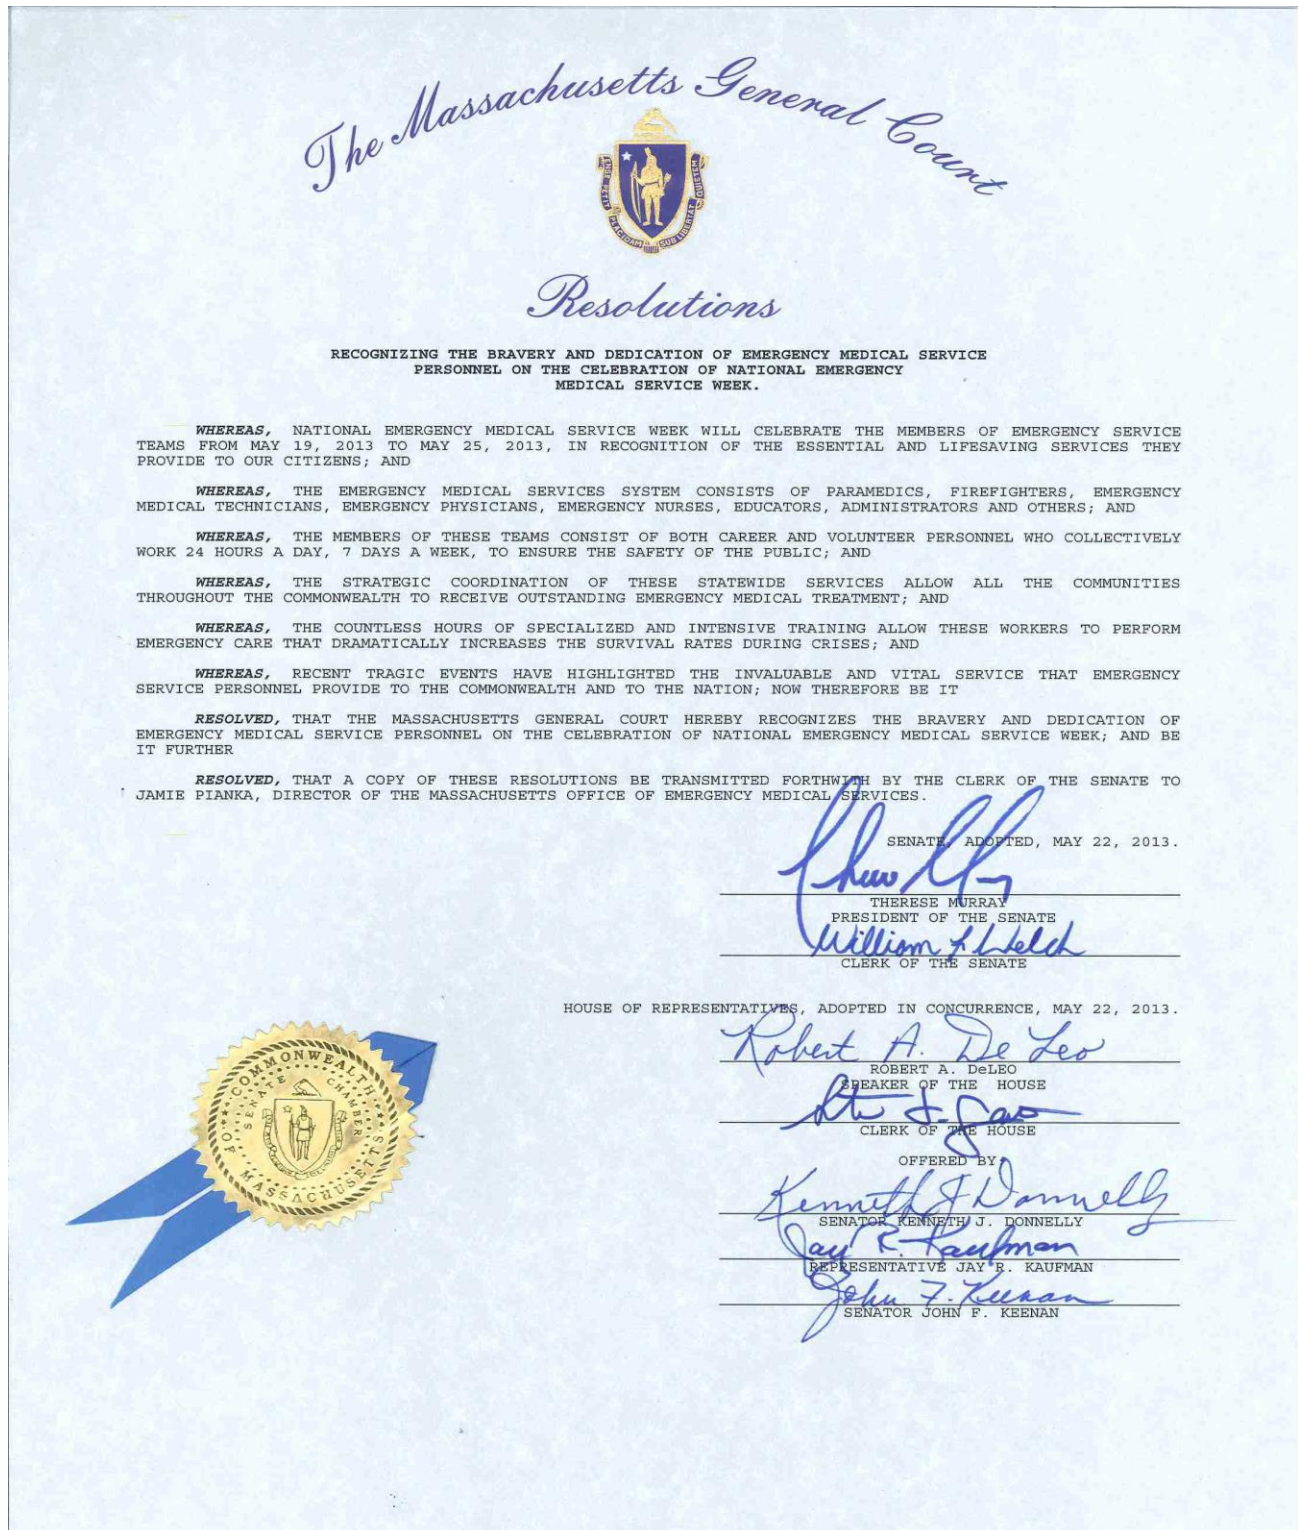 The Massachusetts General Court
ENSE PETIT PLACIDAM SUB LIBERTAT QUIETEM
Resolutions
RECOGNIZING THE BRAVERY AND DEDICATION OF EMERGENCY MEDICAL SERVICE
PERSONNEL ON THE CELEBRATION OF NATIONAL EMERGENCY
MEDICAL SERVICE WEEK.
WHEREAS, NATIONAL EMERGENCY MEDICAL SERVICE WEEK WILL CELEBRATE THE MEMBERS OF EMERGENCY SERVICE
TEAMS FROM MAY 19, 2013 TO MAY 25, 2013, IN RECOGNITION OF THE ESSENTIAL AND LIFESAVING SERVICES THEY
PROVIDE TO OUR CITIZENS; AND
WHEREAS, THE EMERGENCY MEDICAL SERVICES SYSTEM CONSISTS OF PARAMEDICS, FIREFIGHTERS, EMERGENCY
MEDICAL TECHNICIANS, EMERGENCY PHYSICIANS, EMERGENCY NURSES, EDUCATORS, ADMINISTRATORS AND OTHERS; AND
WHEREAS, THE MEMBERS OF THESE TEAMS CONSIST OF BOTH CAREER AND VOLUNTEER PERSONNEL WHO COLLECTIVELY
WORK 24 HOURS A DAY, 7 DAYS A WEEK, TO ENSURE THE SAFETY OF THE PUBLIC; AND
WHEREAS, THE STRATEGIC COORDINATION OF THESE STATEWIDE SERVICES ALLOW ALL THE COMMUNITIES
THROUGHOUT THE COMMONWEALTH TO RECEIVE OUTSTANDING EMERGENCY MEDICAL TREATMENT; AND
WHEREAS, THE COUNTLESS HOURS OF SPECIALIZED AND INTENSIVE TRAINING ALLOW THESE WORKERS TO PERFORM
EMERGENCY CARE THAT DRAMATICALLY INCREASES THE SURVIVAL RATES DURING CRISES; AND
WHEREAS, RECENT TRAGIC EVENTS HAVE HIGHLIGHTED THE INVALUABLE AND VITAL SERVICE THAT EMERGENCY
SERVICE PERSONNEL PROVIDE TO THE COMMONWEALTH AND TO THE NATION; NOW THEREFORE BE IT
RESOLVED, THAT THE MASSACHUSETTS GENERAL COURT HEREBY RECOGNIZES THE BRAVERY AND DEDICATION OF
EMERGENCY MEDICAL SERVICE PERSONNEL ON THE CELEBRATION OF NATIONAL EMERGENCY MEDICAL SERVICE WEEK; AND BE
IT FURTHER
RESOLVED, THAT A COPY OF THESE RESOLUTIONS BE TRANSMITTED FORTHWITH BY THE CLERK OF THE SENATE TO
JAMIE PIANKA, DIRECTOR OF THE MASSACHUSETTS OFFICE OF EMERGENCY MEDICAL SERVICES.
SENATE, ADOPTED, MAY 22, 2013.
THERESE MURRAY
PRESIDENT OF THE SENATE
William F Welch
CLERK OF THE SENATE
HOUSE OF REPRESENTATIVES, ADOPTED IN CONCURRENCE, MAY 22, 2013.
Robert A. De Leo
ROBERT A. DeLEO
SPEAKER OF THE HOUSE
CLERK OF THE HOUSE
OFFERED BY:
Kenneth J Donnelly
SENATOR KENNETH J. DONNELLY
Jay R. Kaufman
REPRESENTATIVE JAY R. KAUFMAN
John F. Keenan
SENATOR JOHN F. KEENAN
COMMONWEALTH OF MASSACHUSETTS
SENATE CHAMBER